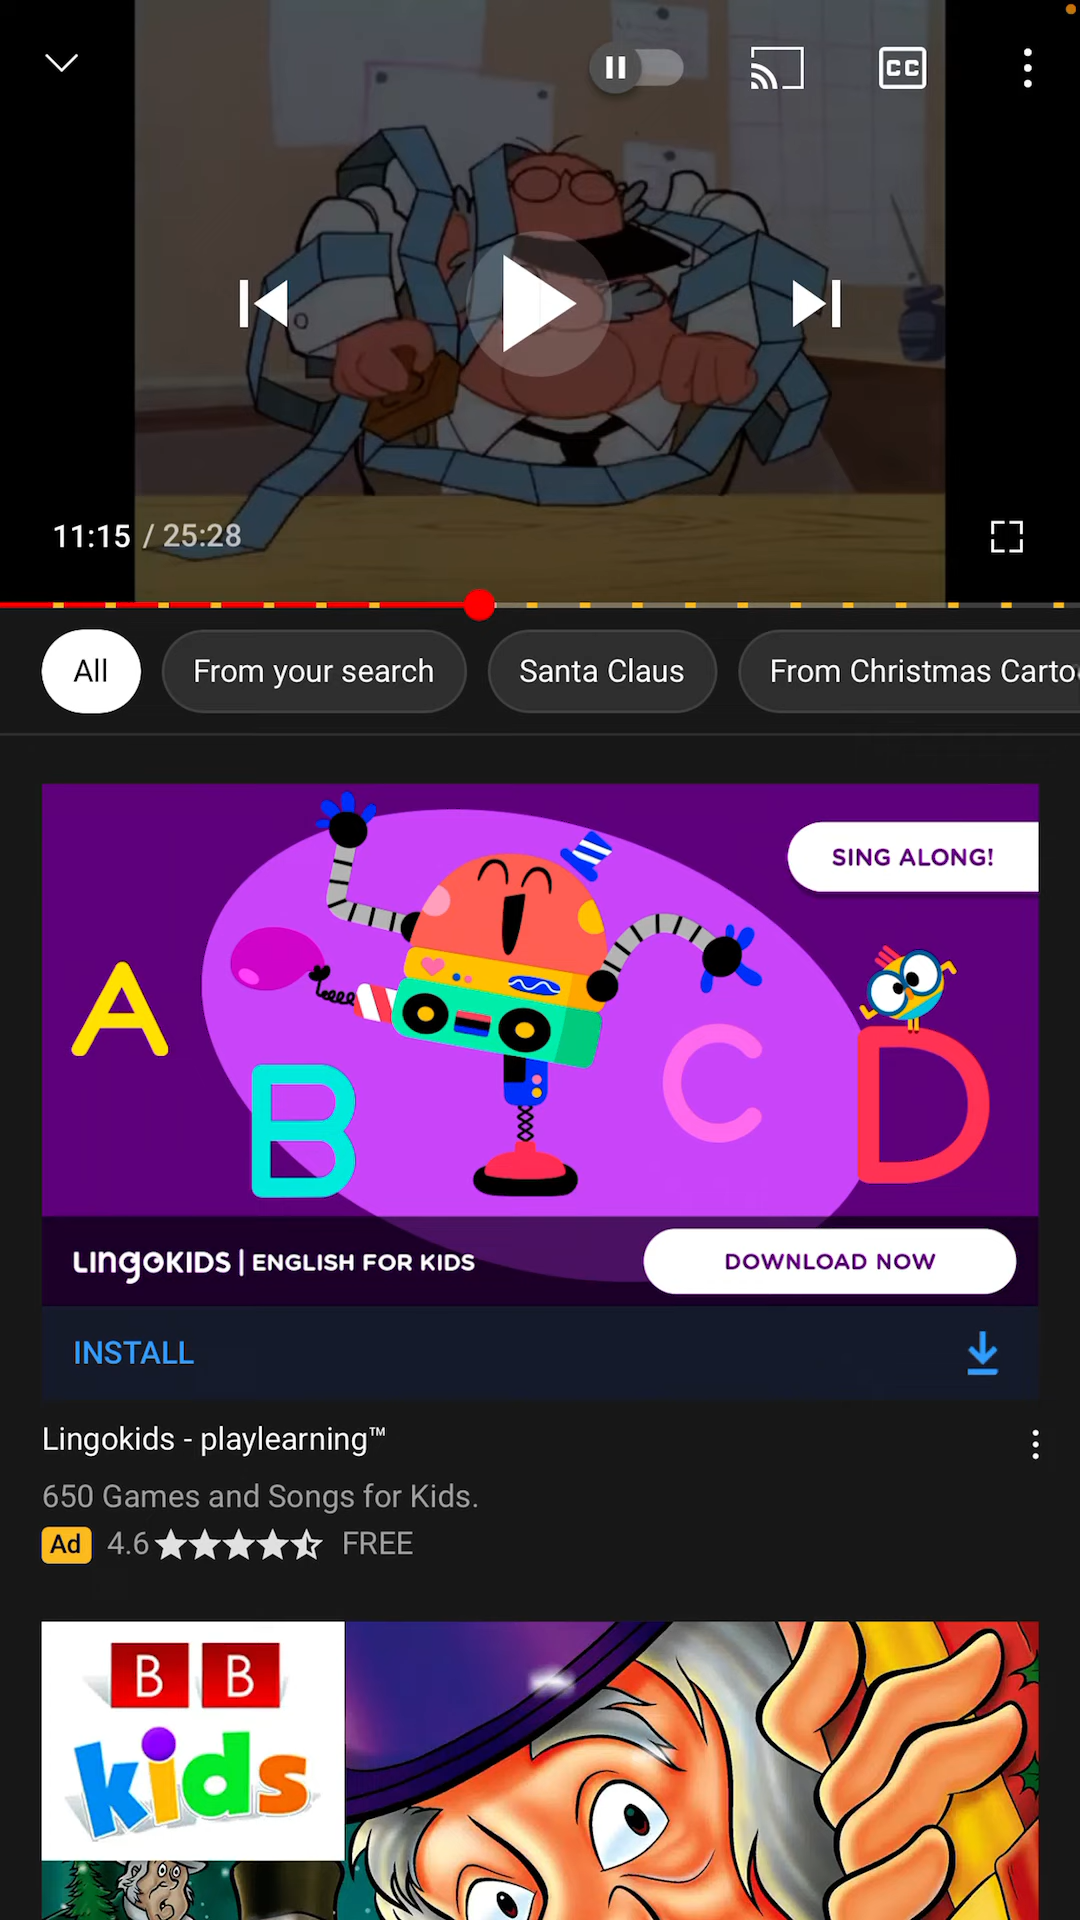 CC
11:15 / 25:28
All
From your search
Santa Claus
From Christmas Carto
SING ALONG!
A
B
C
D
LINGOKIDS | ENGLISH FOR KIDS
DOWNLOAD NOW
INSTALL
Lingokids - playlearning™
650 Games and Songs for Kids.
Ad 4.6 FREE
B B
kids